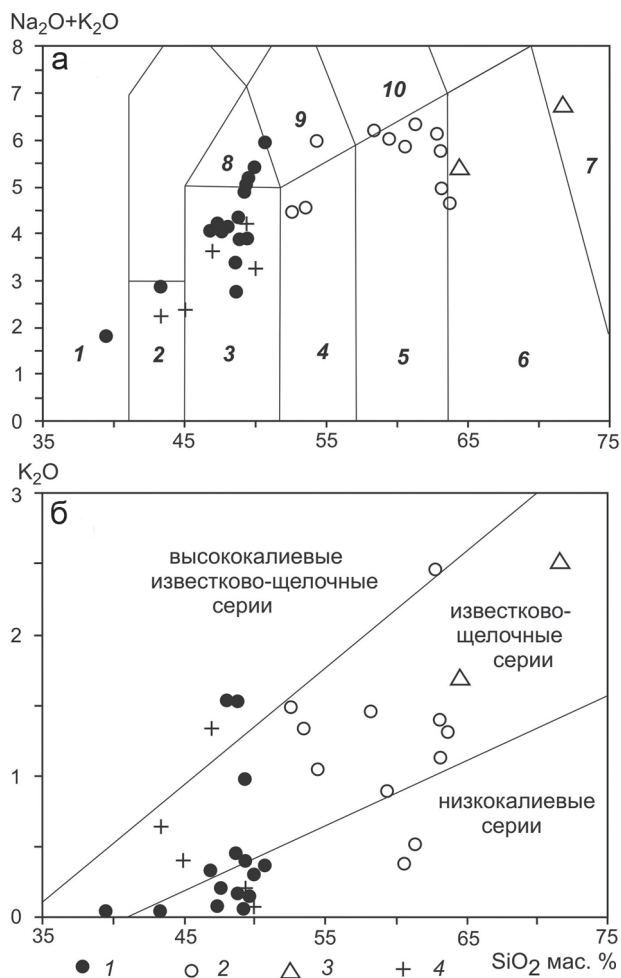 Na₂O+K₂O
а
8
7
6
5
4
3
2
1
0
1
2
3
4
5
6
7
8
9
10
35
45
55
65
75
K₂O
б
3
2
1
0
высококалиевые
известково-щелочные
серии
известково-
щелочные
серии
низкокалиевые
серии
35
45
55
65
75
1
2
3
4
SiO₂ мас. %